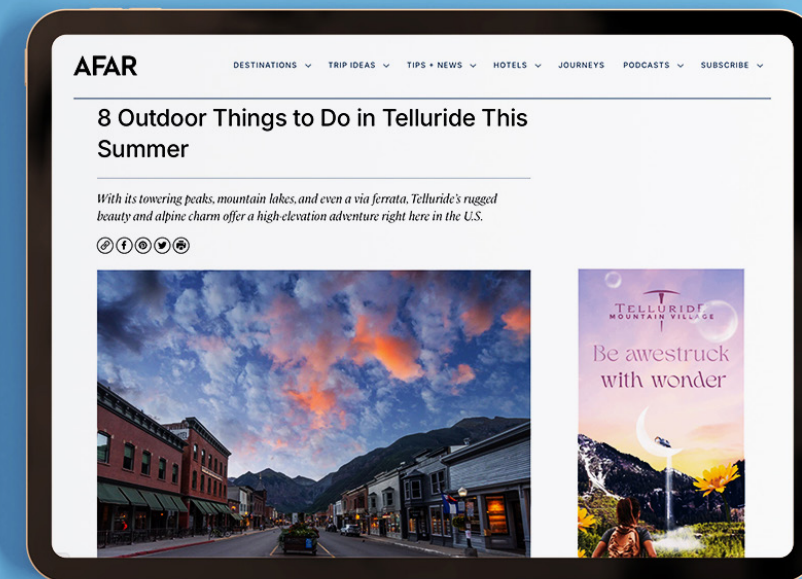 AFAR
DESTINATIONS TRIP IDEAS TIPS + NEWS HOTELS JOURNEYS PODCASTS SUBSCRIBE
8 Outdoor Things to Do in Telluride This
Summer
With its towering peaks, mountain lakes, and even a via ferrata, Telluride's rugged
beauty and alpine charm offer a high-elevation adventure right here in the U.S.
TELLURIDE
MOUNTAIN VILLAGE
Be awestruck
with wonder